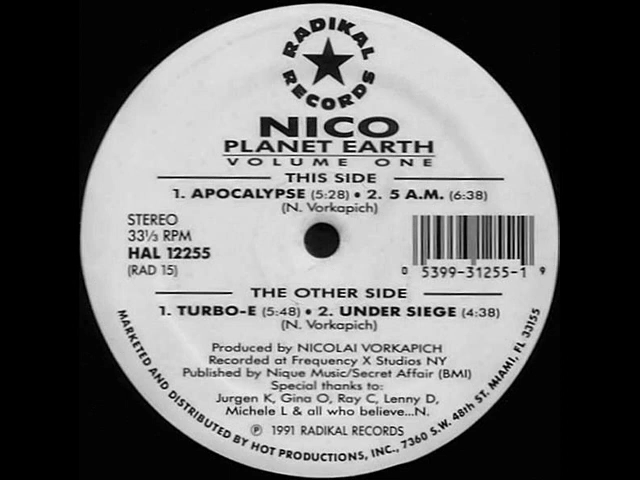 RADIKAL
RECORDS
NICO
PLANET EARTH
VOLUME ONE
THIS SIDE
1. APOCALYPSE (5:28) • 2. 5 A.M. (6:38)
(N. Vorkapich)
STEREO
33⅓ RPM
HAL 12255
(RAD 15)
0 5399-31255-1 9
THE OTHER SIDE
1. TURBO-E (5:48) • 2. UNDER SIEGE (4:38)
(N. Vorkapich)
Produced by NICOLAI VORKAPICH
Recorded at Frequency X Studios NY
Published by Nique Music/Secret Affair (BMI)
Special thanks to:
Jurgen K, Gina O, Ray C, Lenny D,
Michele L & all who believe...N.
℗ 1991 RADIKAL RECORDS
MARKETED AND DISTRIBUTED BY HOT PRODUCTIONS, INC., 7360 S.W. 48th ST. MIAMI, FL 33155